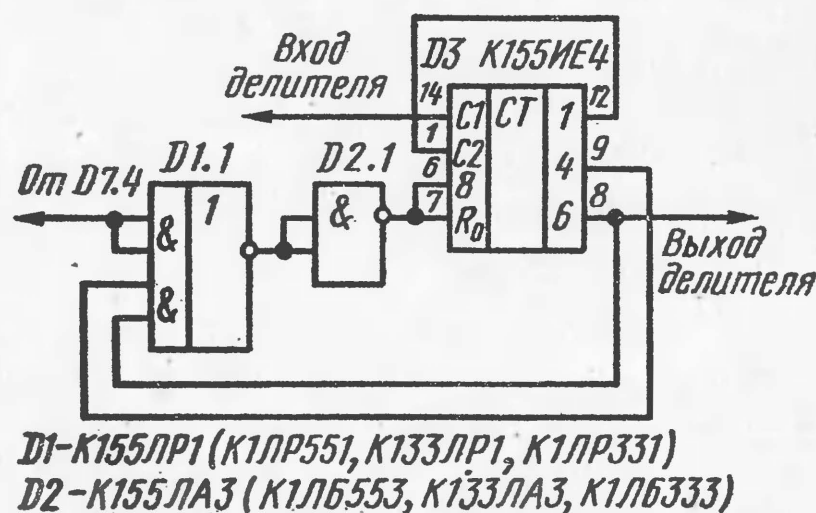 Вход
делителя
D3 К155ИЕ4
14
C1
CT
1
12
1
C2
4
9
6
8
6
8
7
R0
От D7.4
D1.1
D2.1
&
1
&
&
Выход
делителя
D1-К155ЛР1 (К1ЛР551, К133ЛР1, К1ЛР331)
D2-К155ЛА3 (К1ЛБ553, К133ЛА3, К1ЛБ333)